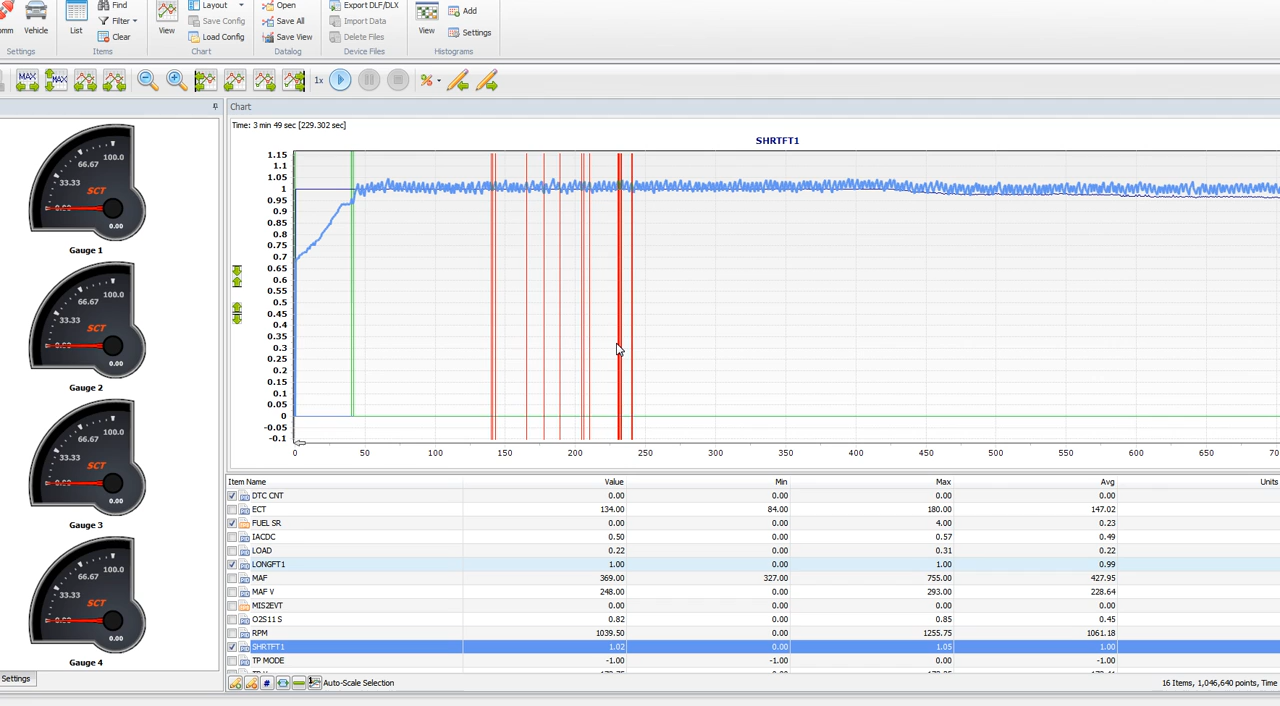 Find
Layout
Open
Export DLF/DLX
Add
Filter
Save Config
Save All
Import Data
Vehicle
List
View
View
Settings
Clear
Load Config
Save View
Delete Files
Settings
Items
Chart
Datalog
Device Files
Histograms
MAX
MAX
1x
%
Chart
Time: 3 min 49 sec [229.302 sec]
SHRTFT1
1.15
1.1
1.05
1
0.95
0.9
0.85
0.8
0.75
0.7
0.65
0.6
0.55
0.5
0.45
0.4
0.35
0.3
0.25
0.2
0.15
0.1
0.05
0
-0.05
-0.1
0 50 100 150 200 250 300 350 400 450 500 550 600 650
66.67 100.0
33.33
SCT
0.00
0.00
Gauge 1
66.67 100.0
33.33
SCT
0.00
0.00
Gauge 2
66.67 100.0
33.33
SCT
0.00
0.00
Gauge 3
66.67 100.0
33.33
SCT
0.00
0.00
Gauge 4
Settings
Item Name Value Min Max Avg Units
DTC CNT 0.00 0.00 0.00 0.00
ECT 134.00 84.00 180.00 147.02
FUEL SR 0.00 0.00 4.00 0.23
IACDC 0.50 0.00 0.57 0.49
LOAD 0.22 0.00 0.31 0.22
LONGFT1 1.00 0.00 1.00 0.99
MAF 369.00 327.00 755.00 427.95
MAF V 248.00 0.00 293.00 228.64
MIS2EVT 0.00 0.00 0.00 0.00
O2S11 S 0.82 0.00 0.85 0.45
RPM 1039.50 0.00 1255.75 1061.18
SHRTFT1 1.02 0.00 1.05 1.00
TP MODE -1.00 -1.00 0.00 -1.00
Auto-Scale Selection
16 Items, 1,046,640 points, Time